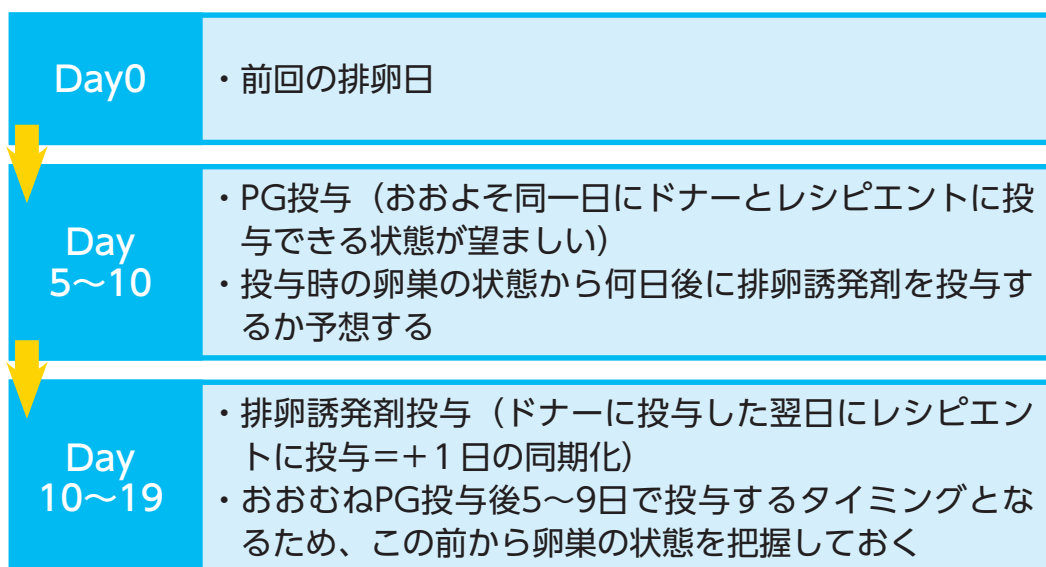 Day0
・前回の排卵日
Day
5〜10
・PG投与（おおよそ同一日にドナーとレシピエントに投
与できる状態が望ましい）
・投与時の卵巣の状態から何日後に排卵誘発剤を投与す
るか予想する
Day
10〜19
・排卵誘発剤投与（ドナーに投与した翌日にレシピエン
トに投与＝＋１日の同期化）
・おおむねPG投与後5〜9日で投与するタイミングとな
るため、この前から卵巣の状態を把握しておく